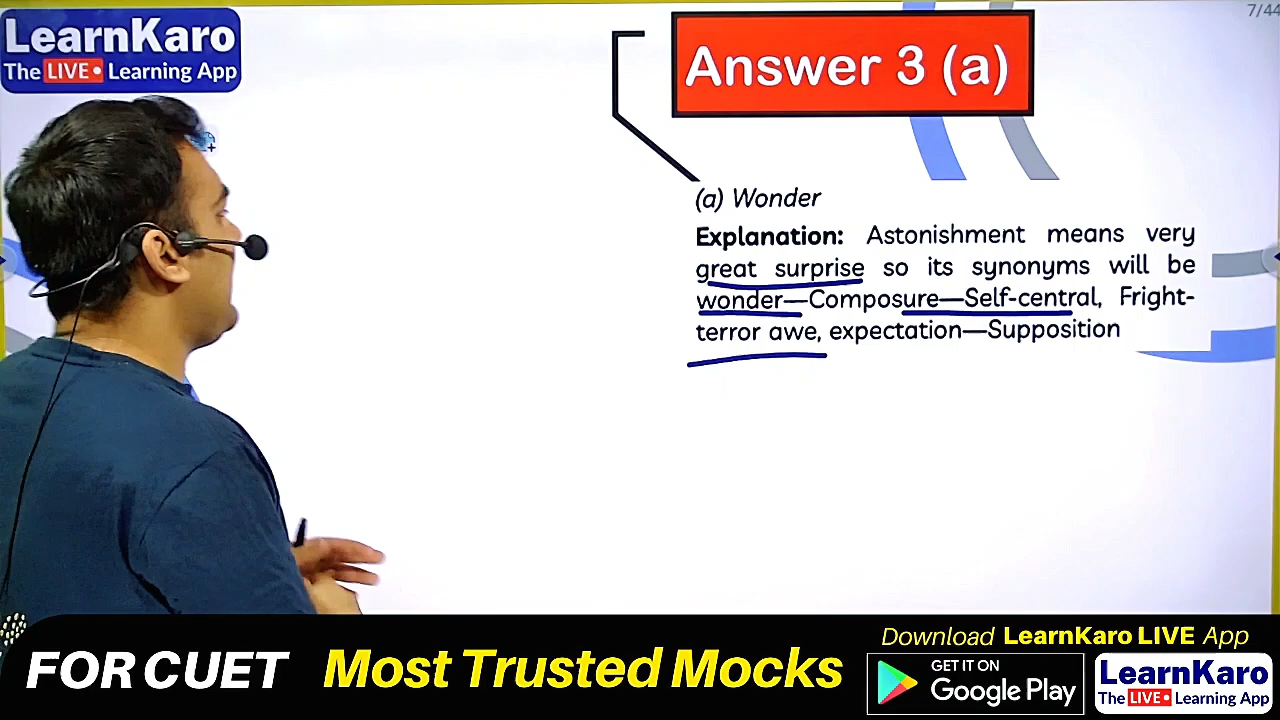 LearnKaro
The LIVE Learning App
7/44
Answer 3 (a)
(a) Wonder
Explanation: Astonishment means very
great surprise so its synonyms will be
wonder—Composure—Self-central, Fright-
terror awe, expectation—Supposition
FOR CUET Most Trusted Mocks
Download LearnKaro LIVE App
GET IT ON
Google Play
LearnKaro
The LIVE Learning App